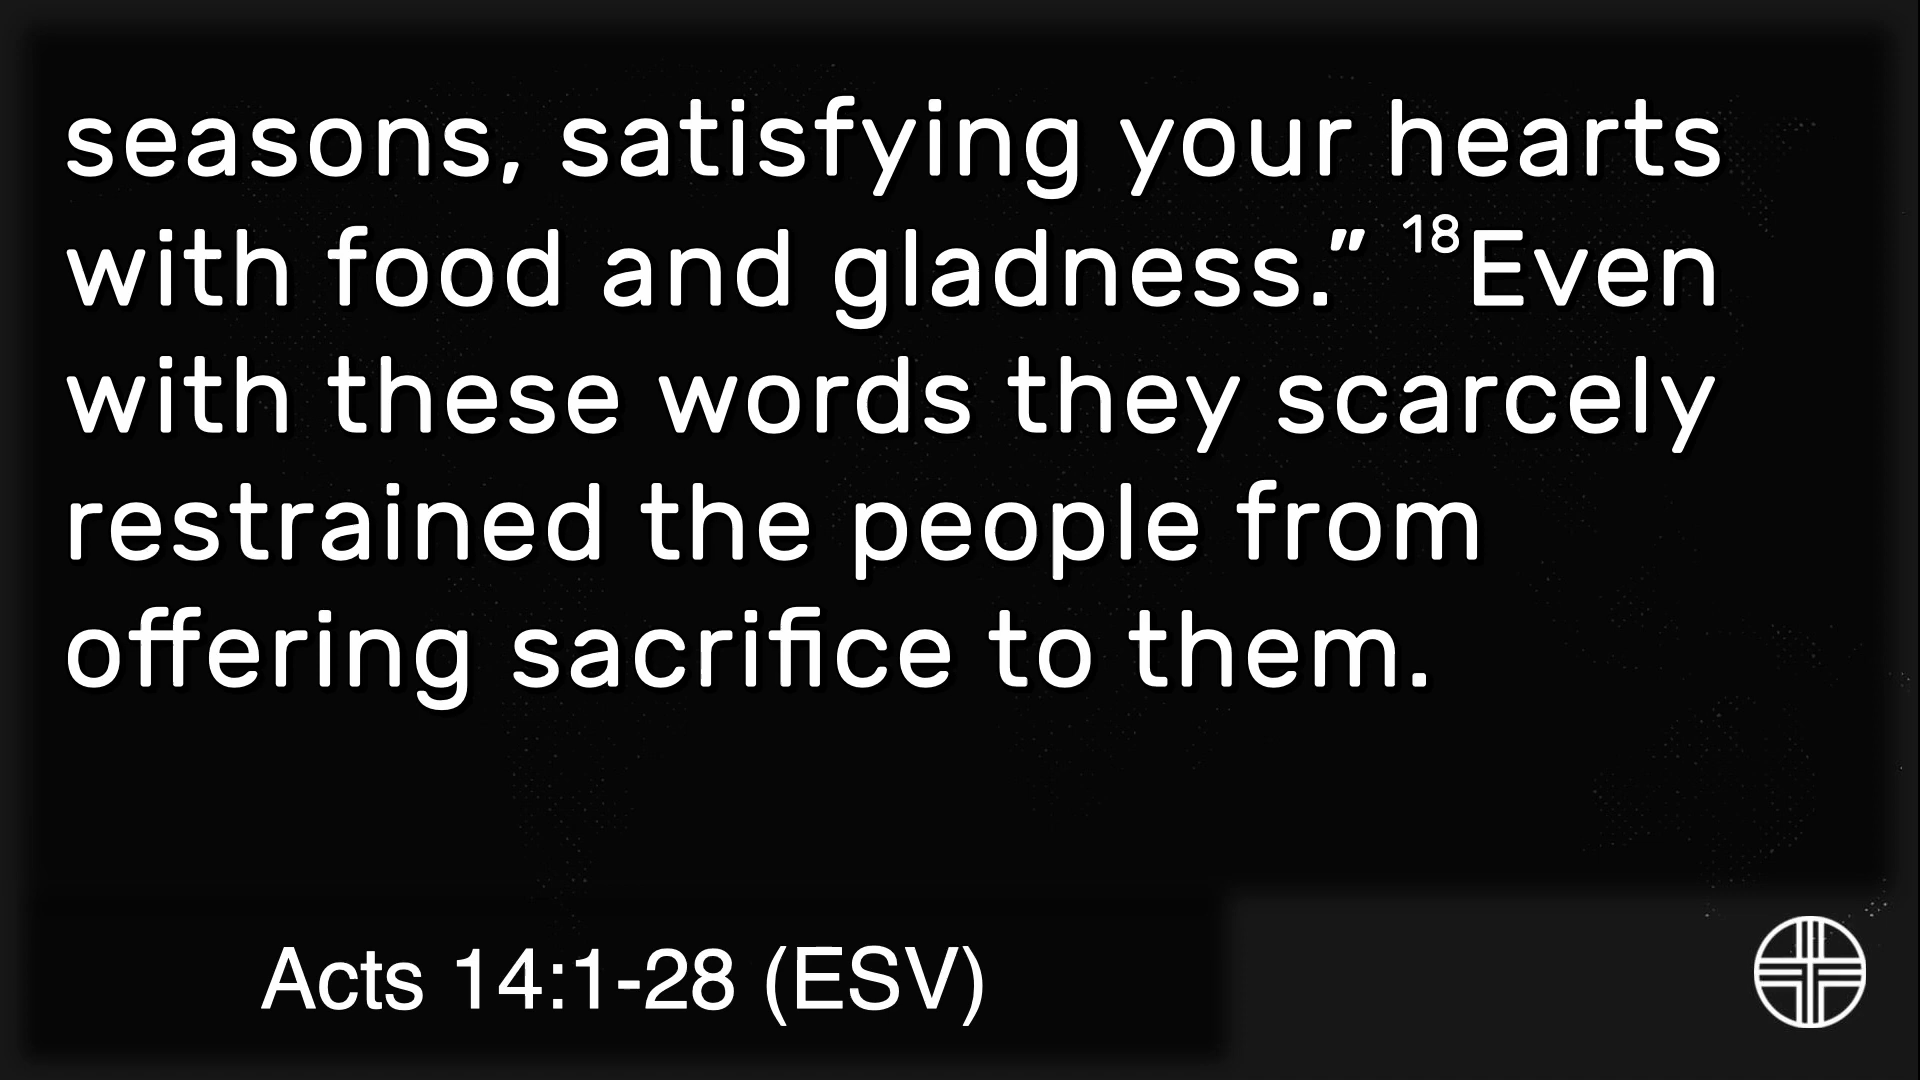 seasons, satisfying your hearts
with food and gladness.” ¹⁸Even
with these words they scarcely
restrained the people from
offering sacrifice to them.
Acts 14:1-28 (ESV)